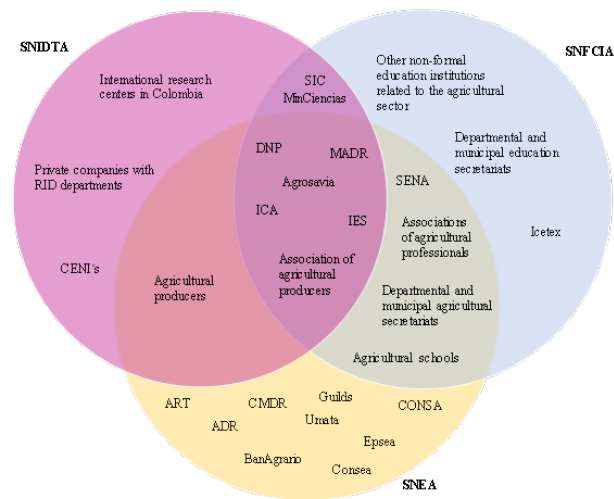 SNIDTA
SNFCIA
International research
centers in Colombia
SIC
MinCiencias
Other non-formal
education institutions
related to the agricultural
sector
DNP
MADR
Departmental and
municipal education
secretariats
Private companies with
RID departments
Agrosavia
SENA
ICA
IES
Associations
of agricultural
professionals
Icetex
CENI´s
Agricultural
producers
Association of
agricultural
producers
Departmental and
municipal agricultural
secretariats
Agricultural schools
ART
CMDR
Guilds
CONSA
ADR
Umata
Epsea
BanAgrario
Consea
SNEA